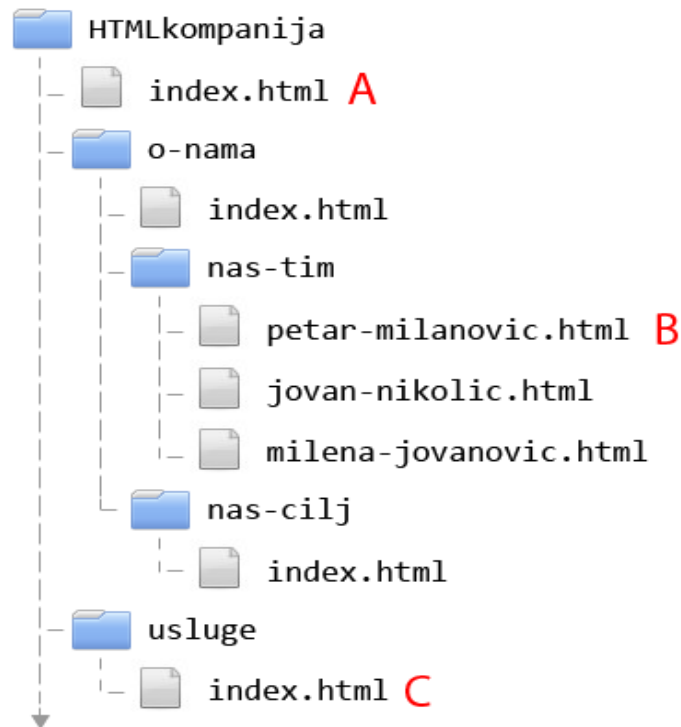 HTMLkompanija
index.html A
o-nama
index.html
nas-tim
petar-milanovic.html B
jovan-nikolic.html
milena-jovanovic.html
nas-cilj
index.html
usluge
index.html C